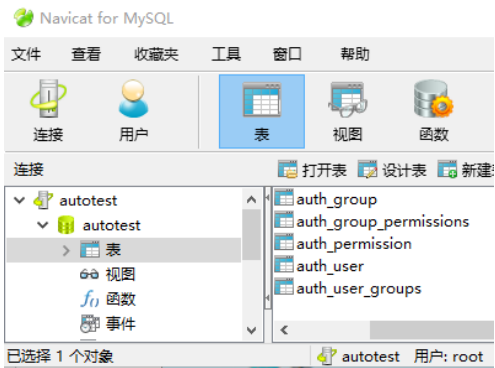 Navicat for MySQL
文件 查看 收藏夹 工具 窗口 帮助
连接 用户 表 视图 函数
连接 打开表 设计表 新建
autotest
autotest
表
视图
函数
事件
auth_group
auth_group_permissions
auth_permission
auth_user
auth_user_groups
已选择 1 个对象 autotest 用户: root